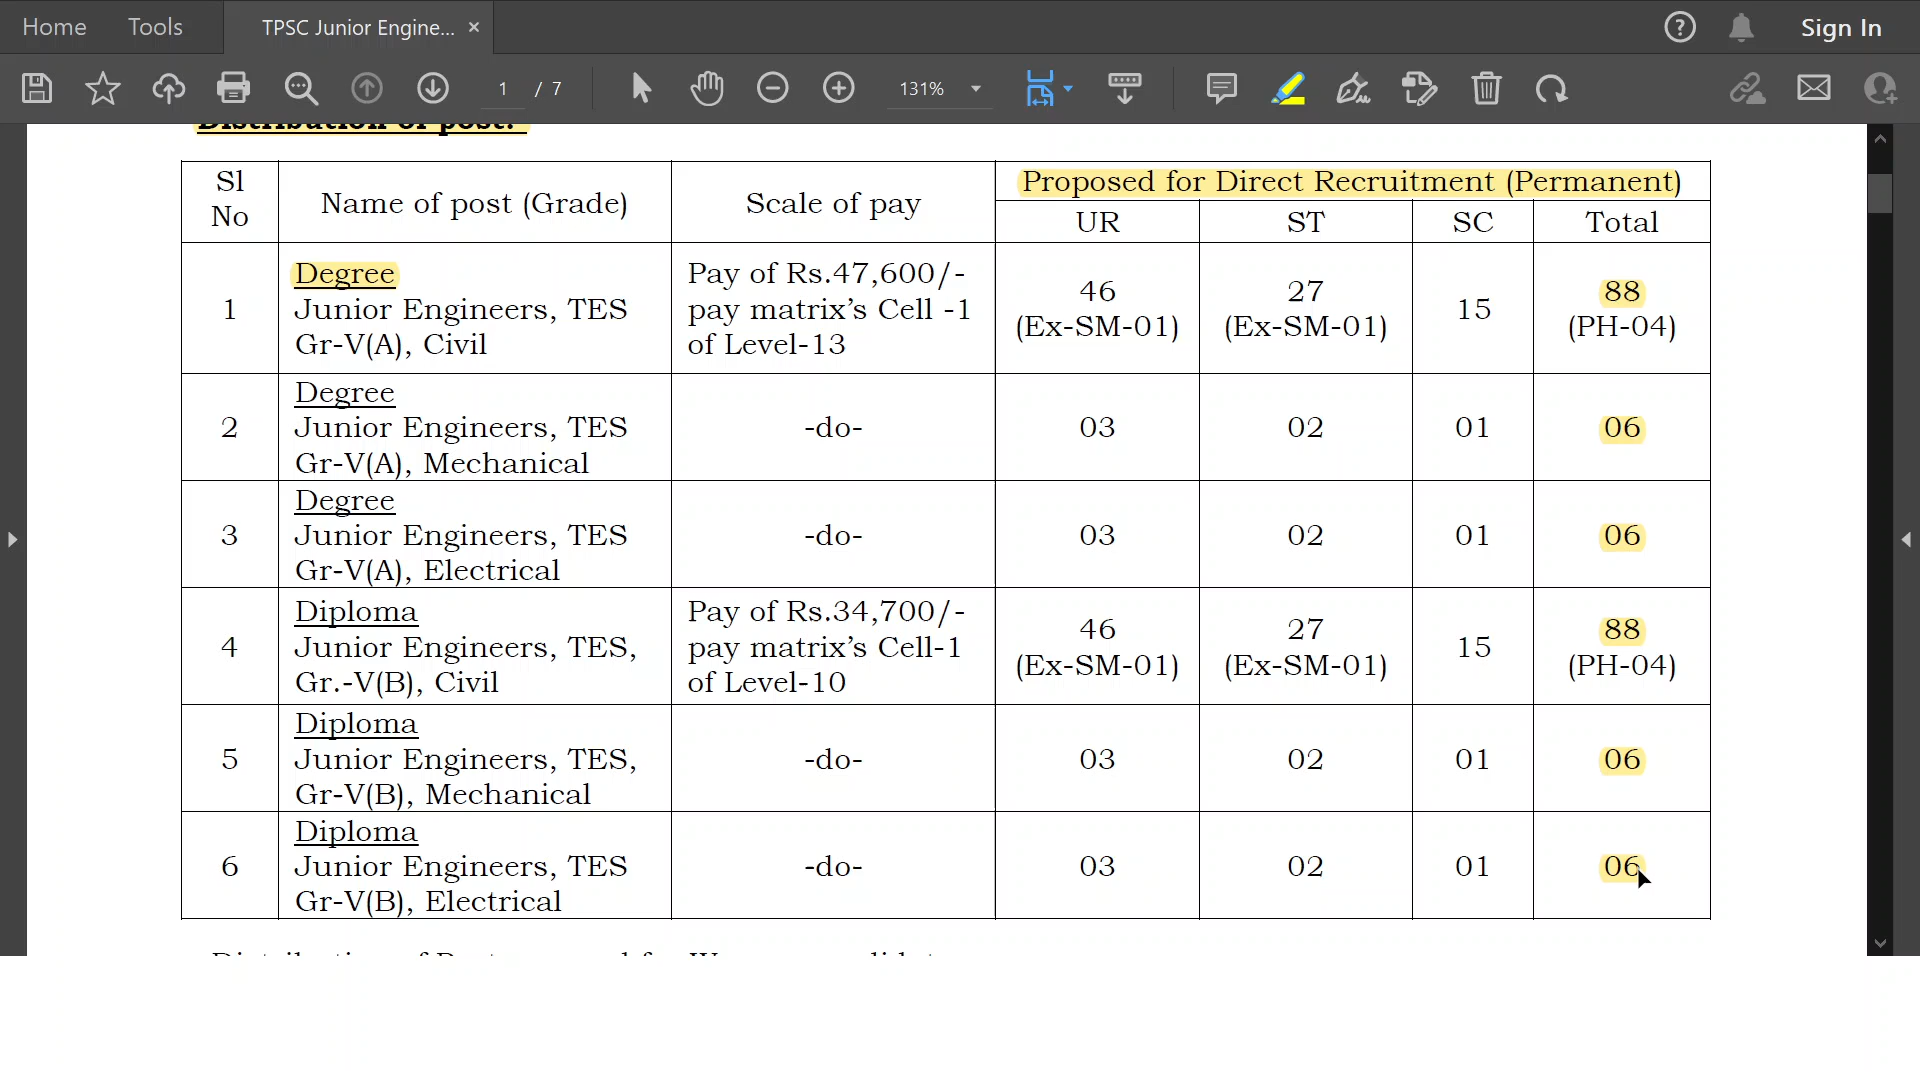 Home Tools TPSC Junior Engine... × Sign In
1 / 7 131%
Distribution of post:
Sl No
Name of post (Grade)
Scale of pay
Proposed for Direct Recruitment (Permanent)
UR ST SC Total
1
Degree
Junior Engineers, TES
Gr-V(A), Civil
Pay of Rs.47,600/-
pay matrix’s Cell -1
of Level-13
46
(Ex-SM-01)
27
(Ex-SM-01)
15
88
(PH-04)
2
Degree
Junior Engineers, TES
Gr-V(A), Mechanical
-do- 03 02 01 06
3
Degree
Junior Engineers, TES
Gr-V(A), Electrical
-do- 03 02 01 06
4
Diploma
Junior Engineers, TES,
Gr.-V(B), Civil
Pay of Rs.34,700/-
pay matrix’s Cell-1
of Level-10
46
(Ex-SM-01)
27
(Ex-SM-01)
15
88
(PH-04)
5
Diploma
Junior Engineers, TES,
Gr-V(B), Mechanical
-do- 03 02 01 06
6
Diploma
Junior Engineers, TES
Gr-V(B), Electrical
-do- 03 02 01 06